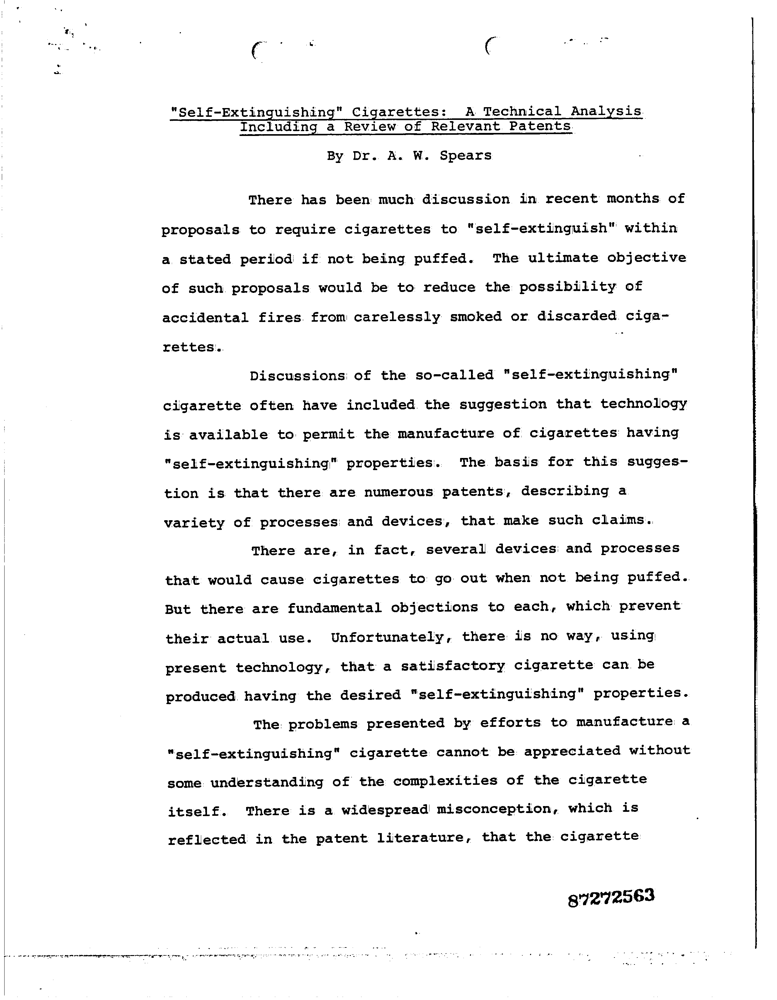 "Self-Extinguishing" Cigarettes: A Technical Analysis
Including a Review of Relevant Patents
By Dr. A. W. Spears
There has been much discussion in recent months of
proposals to require cigarettes to "self-extinguish" within
a stated period if not being puffed. The ultimate objective
of such proposals would be to reduce the possibility of
accidental fires from carelessly smoked or discarded ciga-
rettes.
Discussions of the so-called "self-extinguishing"
cigarette often have included the suggestion that technology
is available to permit the manufacture of cigarettes having
"self-extinguishing" properties. The basis for this sugges-
tion is that there are numerous patents, describing a
variety of processes and devices, that make such claims.
There are, in fact, several devices and processes
that would cause cigarettes to go out when not being puffed.
But there are fundamental objections to each, which prevent
their actual use. Unfortunately, there is no way, using
present technology, that a satisfactory cigarette can be
produced having the desired "self-extinguishing" properties.
The problems presented by efforts to manufacture a
"self-extinguishing" cigarette cannot be appreciated without
some understanding of the complexities of the cigarette
itself. There is a widespread misconception, which is
reflected in the patent literature, that the cigarette
87272563